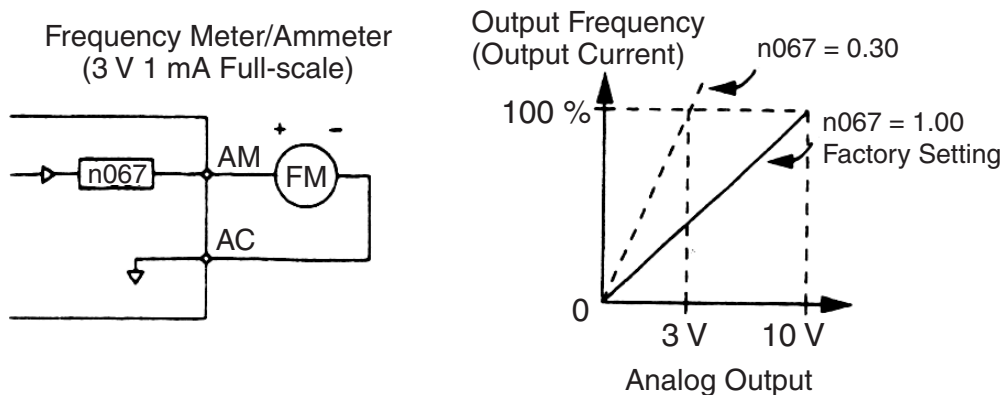 Frequency Meter/Ammeter
(3 V 1 mA Full-scale)
+ -
n067
AM
FM
AC
Output Frequency
(Output Current)
n067 = 0.30
100 %
n067 = 1.00
Factory Setting
0
3 V
10 V
Analog Output